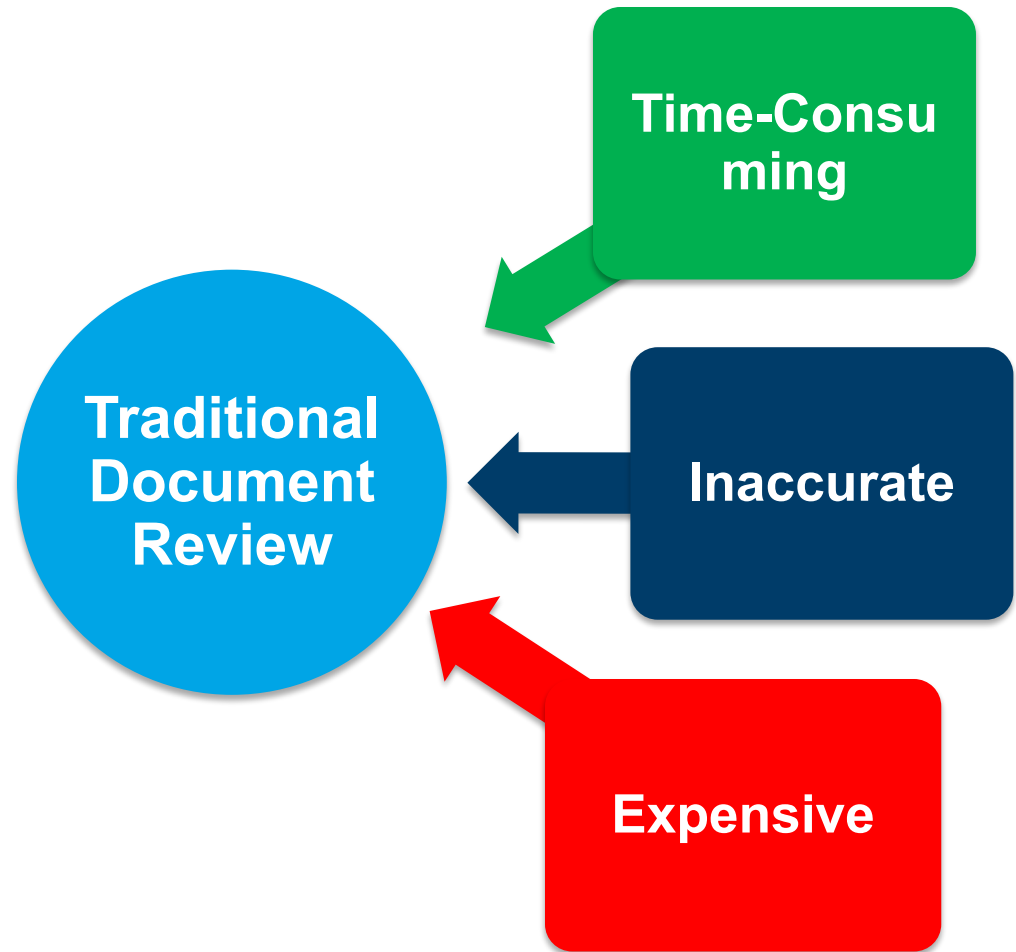 Time-Consu
ming
Traditional
Document
Review
Inaccurate
Expensive